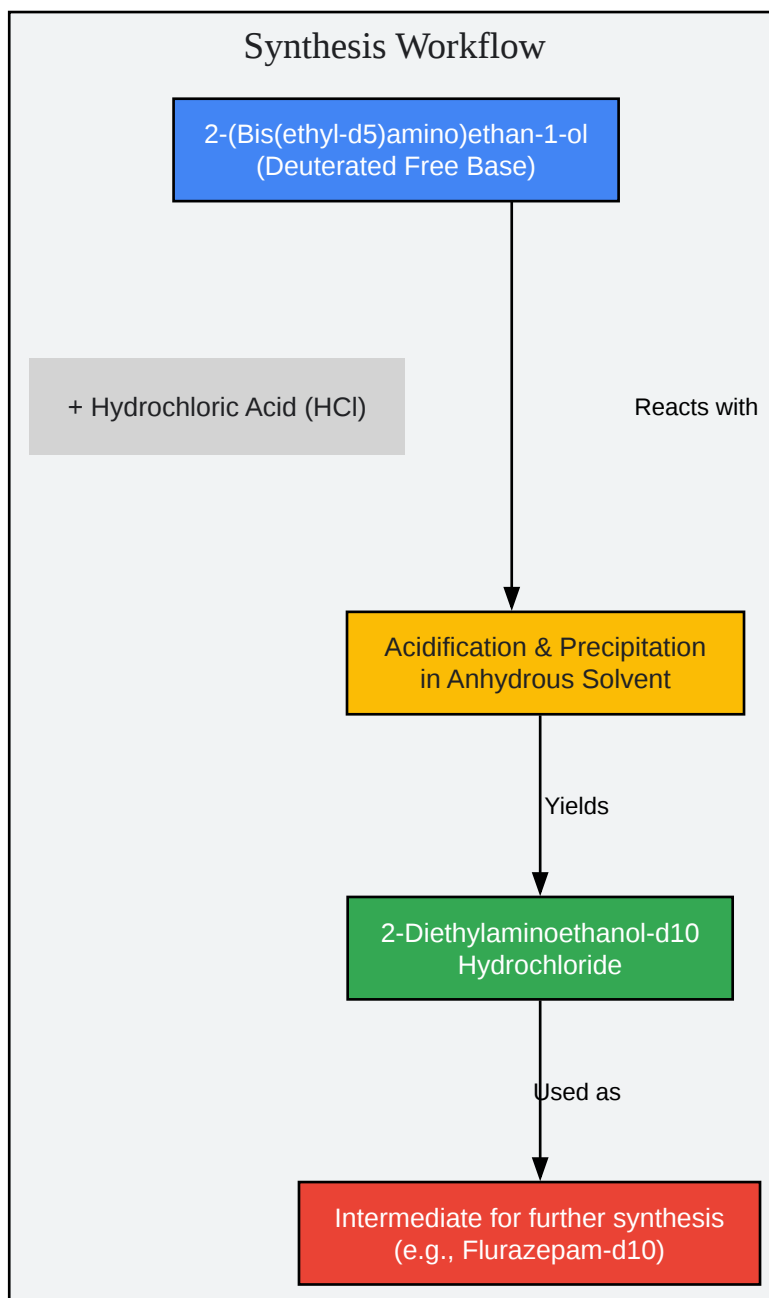 Synthesis Workflow
2-(Bis(ethyl-d5)amino)ethan-1-ol
(Deuterated Free Base)
+ Hydrochloric Acid (HCl)
Reacts with
Acidification & Precipitation
in Anhydrous Solvent
Yields
2-Diethylaminoethanol-d10
Hydrochloride
Used as
Intermediate for further synthesis
(e.g., Flurazepam-d10)